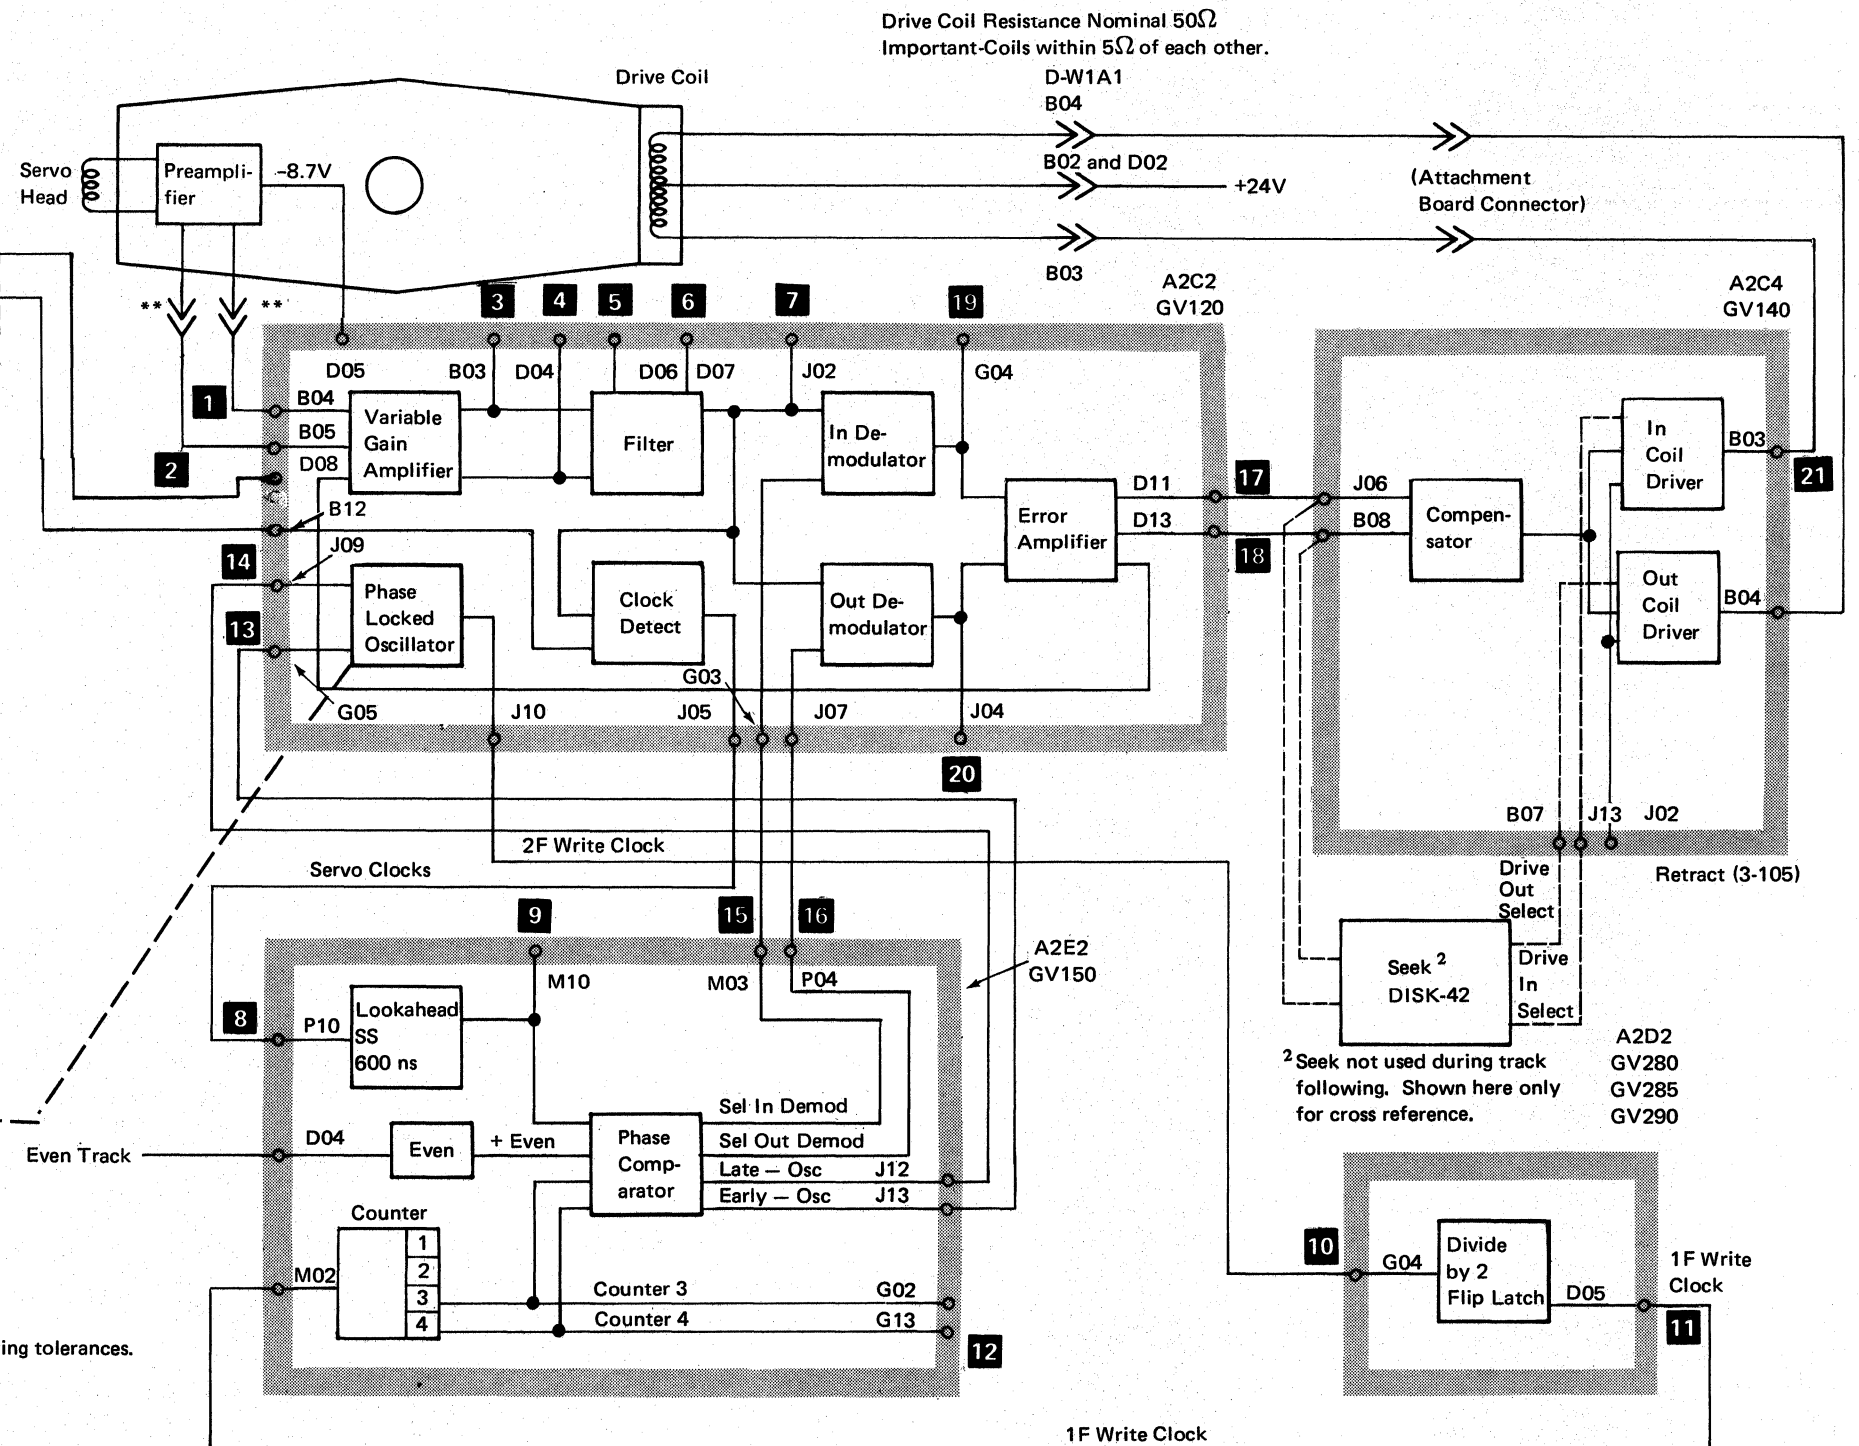 Drive Coil Resistance Nominal 50Ω
Important-Coils within 5Ω of each other.
Drive Coil
D-W1A1
B04
Servo
Head
Preampli-
fier
-8.7V
B02 and D02
+24V
(Attachment
Board Connector)
B03
** **
3 4 5 6 7 19
A2C2
GV120
A2C4
GV140
D05 B03 D04 D06 D07 J02 G04
1
B04
B05
2
D08
B12
14
J09
13
G05
Variable
Gain
Amplifier
Filter
In De-
modulator
Error
Amplifier
D11
D13
17
18
Phase
Locked
Oscillator
Clock
Detect
Out De-
modulator
G03
J10 J05 J07 J04
20
J06
B08
Compen-
sator
In
Coil
Driver
B03
21
Out
Coil
Driver
B04
B07 J13 J02
Retract (3-105)
Drive
Out
Select
Drive
In
Select
Seek 2
DISK-42
2 Seek not used during track
following. Shown here only
for cross reference.
A2D2
GV280
GV285
GV290
2F Write Clock
Servo Clocks
9 15 16
A2E2
GV150
M10 M03 P04
8
P10
Lookahead
SS
600 ns
Even Track
D04
Even
+ Even
Phase
Comp-
arator
Sel In Demod
Sel Out Demod
Late – Osc J12
Early – Osc J13
Counter
M02
1
2
3
4
Counter 3 G02
Counter 4 G13
12
ing tolerances.
10
G04
Divide
by 2
Flip Latch
D05
1F Write
Clock
11
1F Write Clock